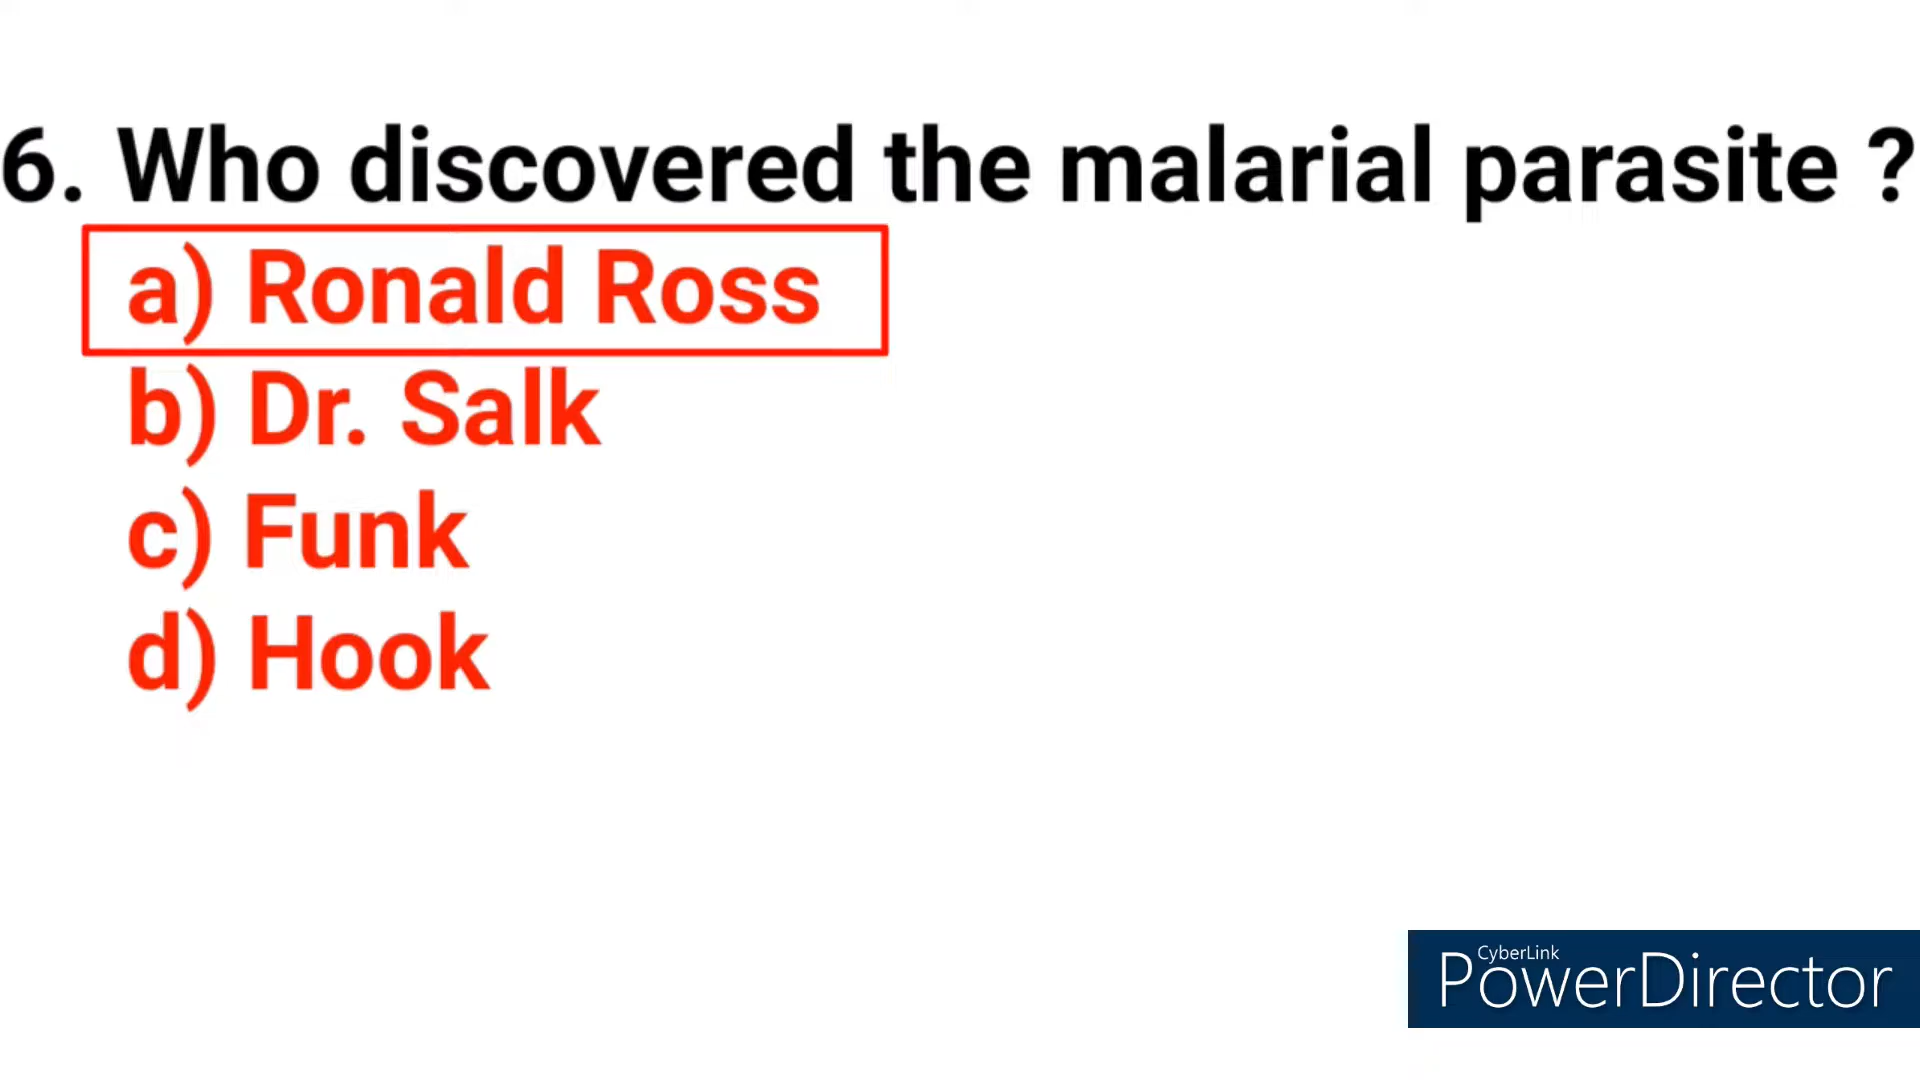 6. Who discovered the malarial parasite ?
a) Ronald Ross
b) Dr. Salk
c) Funk
d) Hook
CyberLink
PowerDirector